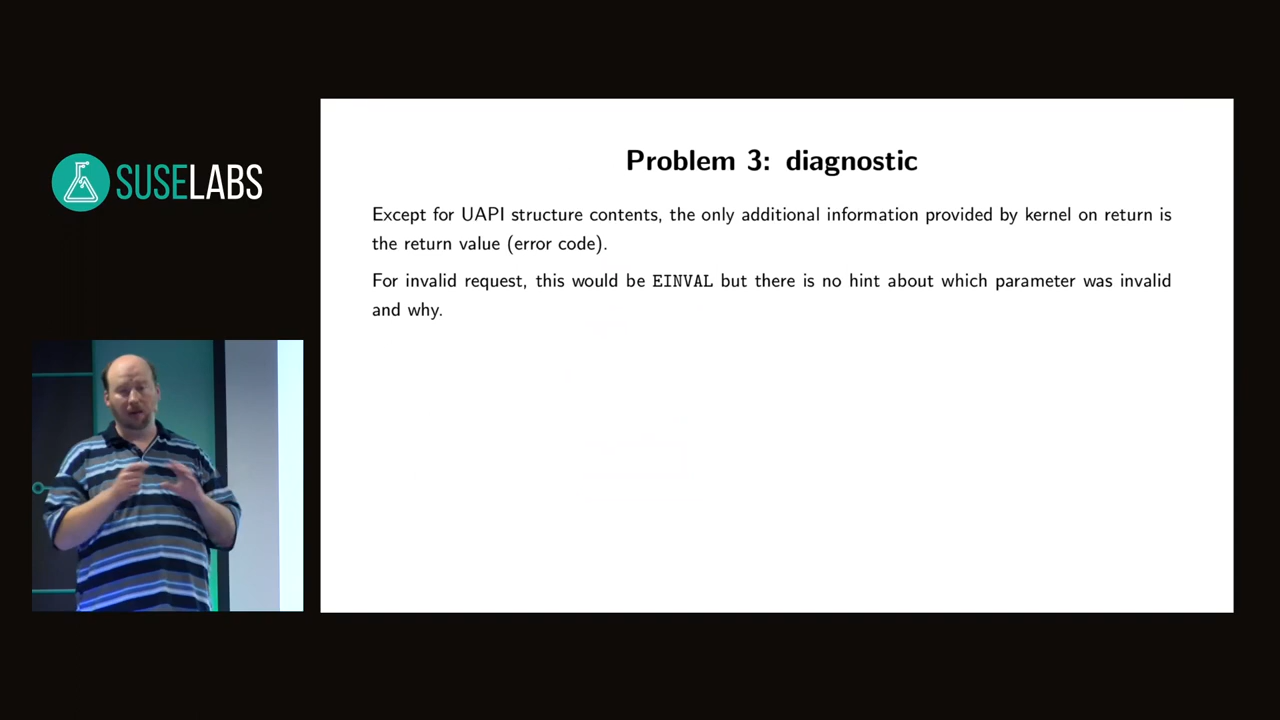 SUSELABS
Problem 3: diagnostic
Except for UAPI structure contents, the only additional information provided by kernel on return is
the return value (error code).
For invalid request, this would be EINVAL but there is no hint about which parameter was invalid
and why.